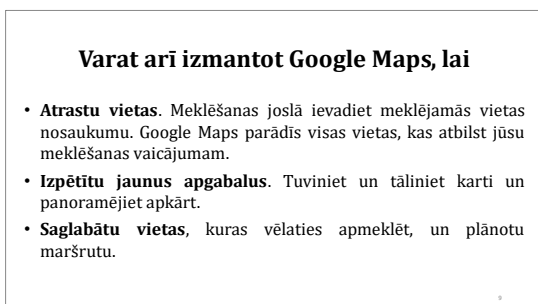 Varat arī izmantot Google Maps, lai
• Atrastu vietas. Meklēšanas joslā ievadiet meklējamās vietas
nosaukumu. Google Maps parādīs visas vietas, kas atbilst jūsu
meklēšanas vaicājumam.
• Izpētītu jaunus apgabalus. Tuviniet un tāliniet karti un
panoramējiet apkārt.
• Saglabātu vietas, kuras vēlaties apmeklēt, un plānotu
maršrutu.
9